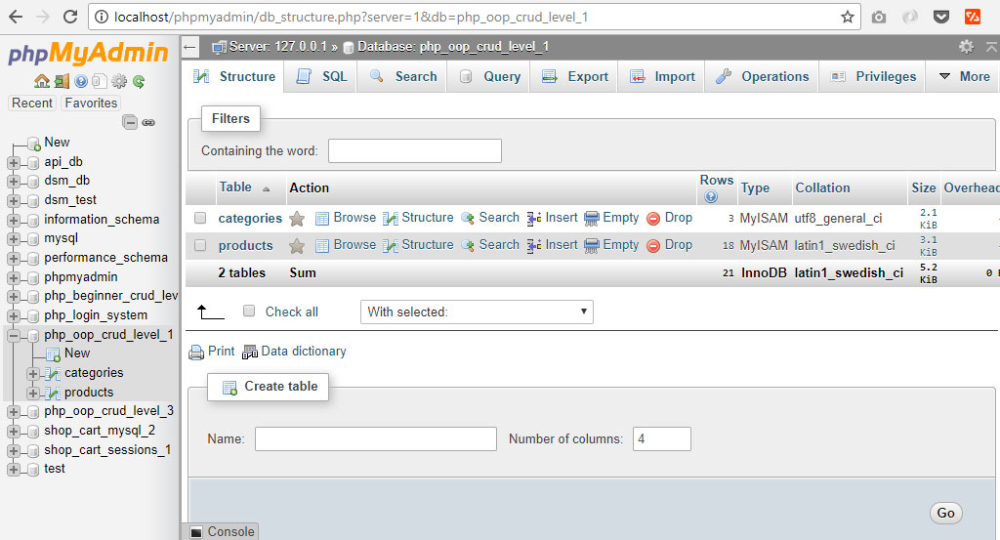 localhost/phpmyadmin/db_structure.php?server=1&db=php_oop_crud_level_1
phpMyAdmin
Recent Favorites
New
api_db
dsm_db
dsm_test
information_schema
mysql
performance_schema
phpmyadmin
php_beginner_crud_lev
php_login_system
php_oop_crud_level_1
New
categories
products
php_oop_crud_level_3
shop_cart_mysql_2
shop_cart_sessions_1
test
Server: 127.0.0.1 » Database: php_oop_crud_level_1
Structure SQL Search Query Export Import Operations Privileges More
Filters
Containing the word:
Table Action Rows Type Collation Size Overhead
categories Browse Structure Search Insert Empty Drop 3 MyISAM utf8_general_ci 2.1 KiB
products Browse Structure Search Insert Empty Drop 18 MyISAM latin1_swedish_ci 3.1 KiB
2 tables Sum 21 InnoDB latin1_swedish_ci 5.2 KiB 0
Check all With selected:
Print Data dictionary
Create table
Name: Number of columns: 4
Go
Console